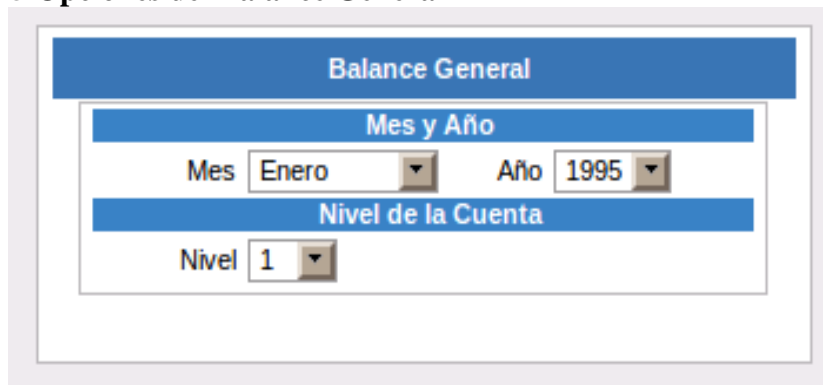 Balance General
Mes y Año
Mes Enero Año 1995
Nivel de la Cuenta
Nivel 1